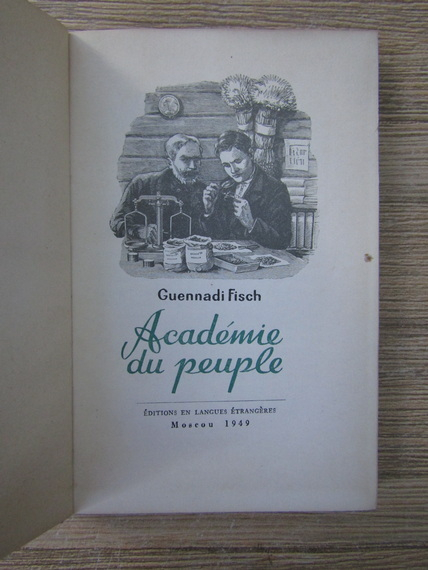 Guennadi Fisch
Académie
du peuple
ÉDITIONS EN LANGUES ÉTRANGÈRES
Moscou 1949